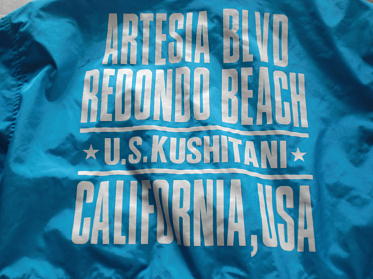 ARTESIA BLVD
REDONDO BEACH
★ U.S.KUSHITANI ★
CALIFORNIA,USA